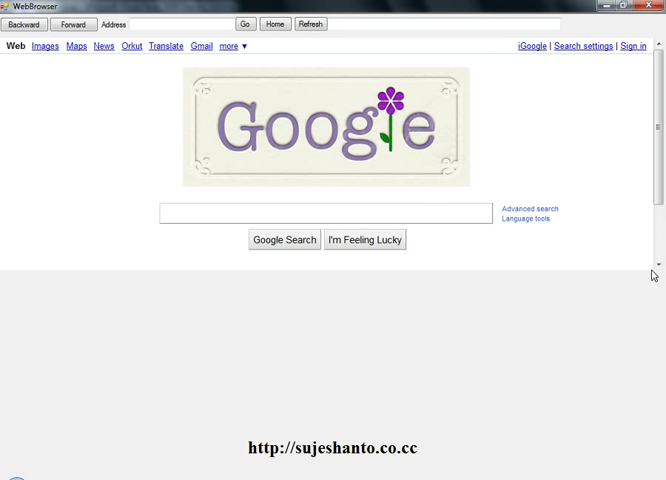 WebBrowser
Backward Forward Address Go Home Refresh
Web Images Maps News Orkut Translate Gmail more ▼ iGoogle | Search settings | Sign in
Google
Advanced search
Language tools
Google Search I'm Feeling Lucky
http://sujeshanto.co.cc